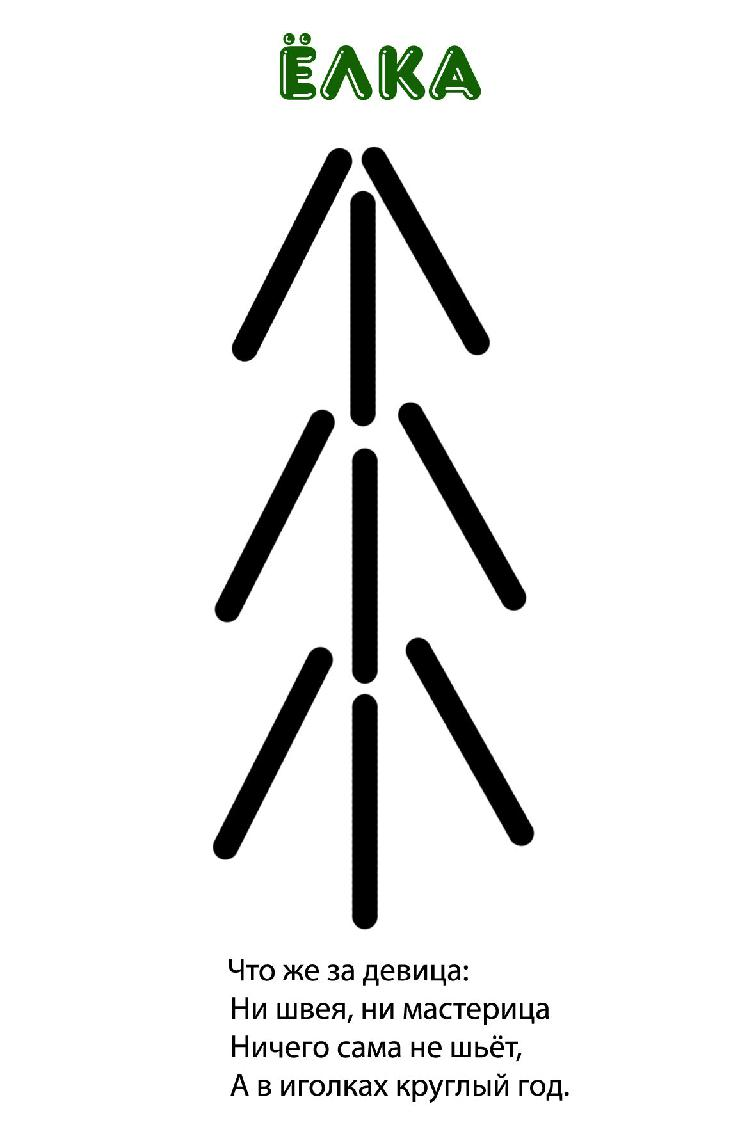 ЁЛКА
Что же за девица:
Ни швея, ни мастерица
Ничего сама не шьёт,
А в иголках круглый год.